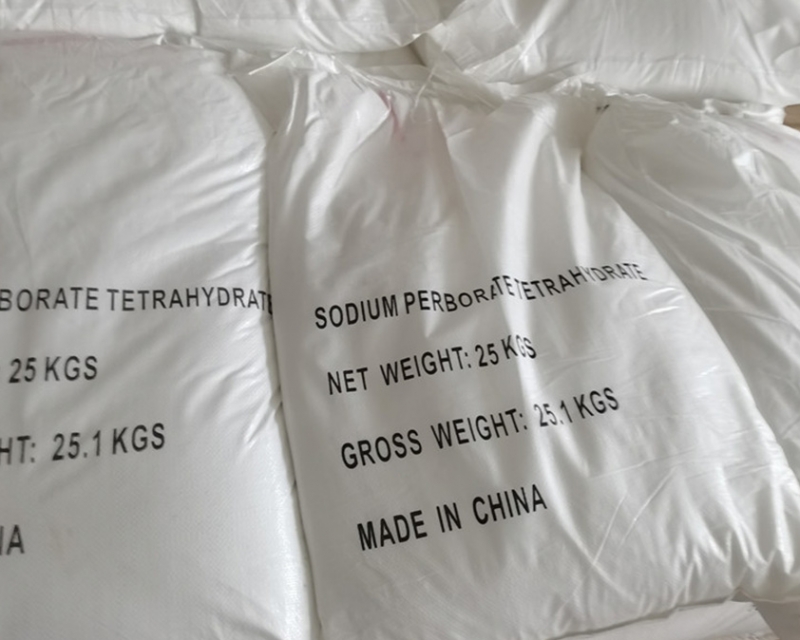 BORATE TETRAHYDRATE
: 25 KGS
HT: 25.1 KGS
IA
SODIUM PERBORATE TETRAHYDRATE
NET WEIGHT: 25 KGS
GROSS WEIGHT: 25.1 KGS
MADE IN CHINA